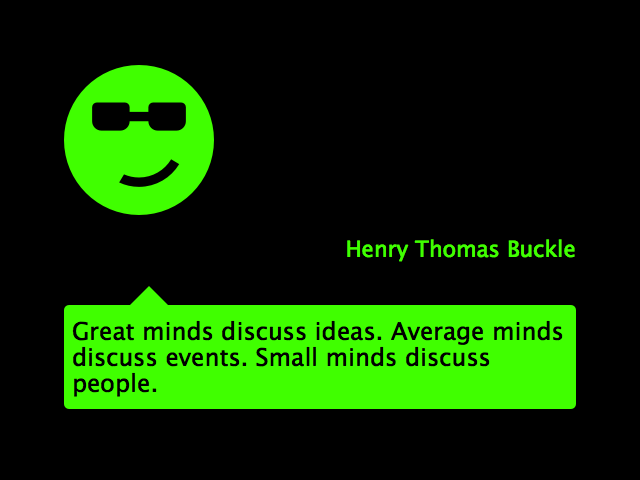 Henry Thomas Buckle
Great minds discuss ideas. Average minds
discuss events. Small minds discuss
people.